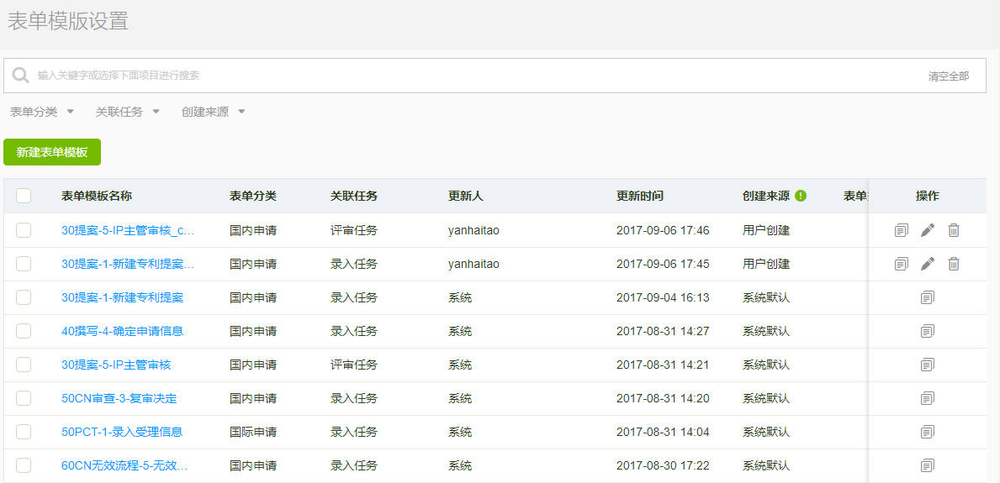 表单模版设置
输入关键字或选择下面项目进行搜索 清空全部
表单分类 关联任务 创建来源
新建表单模板
表单模板名称 表单分类 关联任务 更新人 更新时间 创建来源 表单 操作
30提案-5-IP主管审核_c... 国内申请 评审任务 yanhaitao 2017-09-06 17:46 用户创建
30提案-1-新建专利提案... 国内申请 录入任务 yanhaitao 2017-09-06 17:45 用户创建
30提案-1-新建专利提案 国内申请 录入任务 系统 2017-09-04 16:13 系统默认
40撰写-4-确定申请信息 国内申请 录入任务 系统 2017-08-31 14:27 系统默认
30提案-5-IP主管审核 国内申请 评审任务 系统 2017-08-31 14:21 系统默认
50CN审查-3-复审决定 国内申请 录入任务 系统 2017-08-31 14:20 系统默认
50PCT-1-录入受理信息 国际申请 录入任务 系统 2017-08-31 14:04 系统默认
60CN无效流程-5-无效... 国内申请 录入任务 系统 2017-08-30 17:22 系统默认